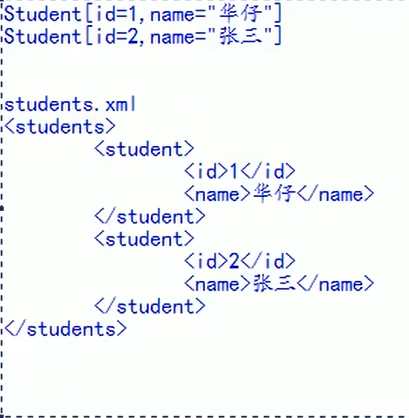 Student[id=1,name="华仔"]
Student[id=2,name="张三"]
students.xml
<students>
<student>
<id>1</id>
<name>华仔</name>
</student>
<student>
<id>2</id>
<name>张三</name>
</student>
</students>